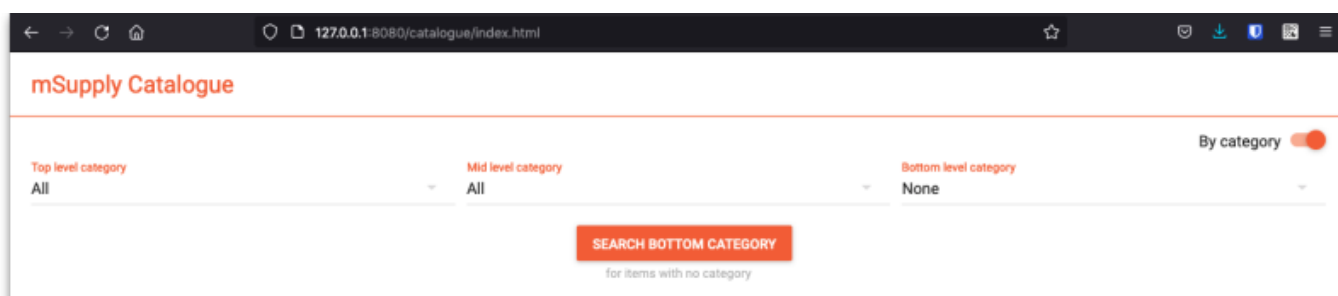 127.0.0.1:8080/catalogue/index.html
mSupply Catalogue
By category
Top level category
All
Mid level category
All
Bottom level category
None
SEARCH BOTTOM CATEGORY
for items with no category